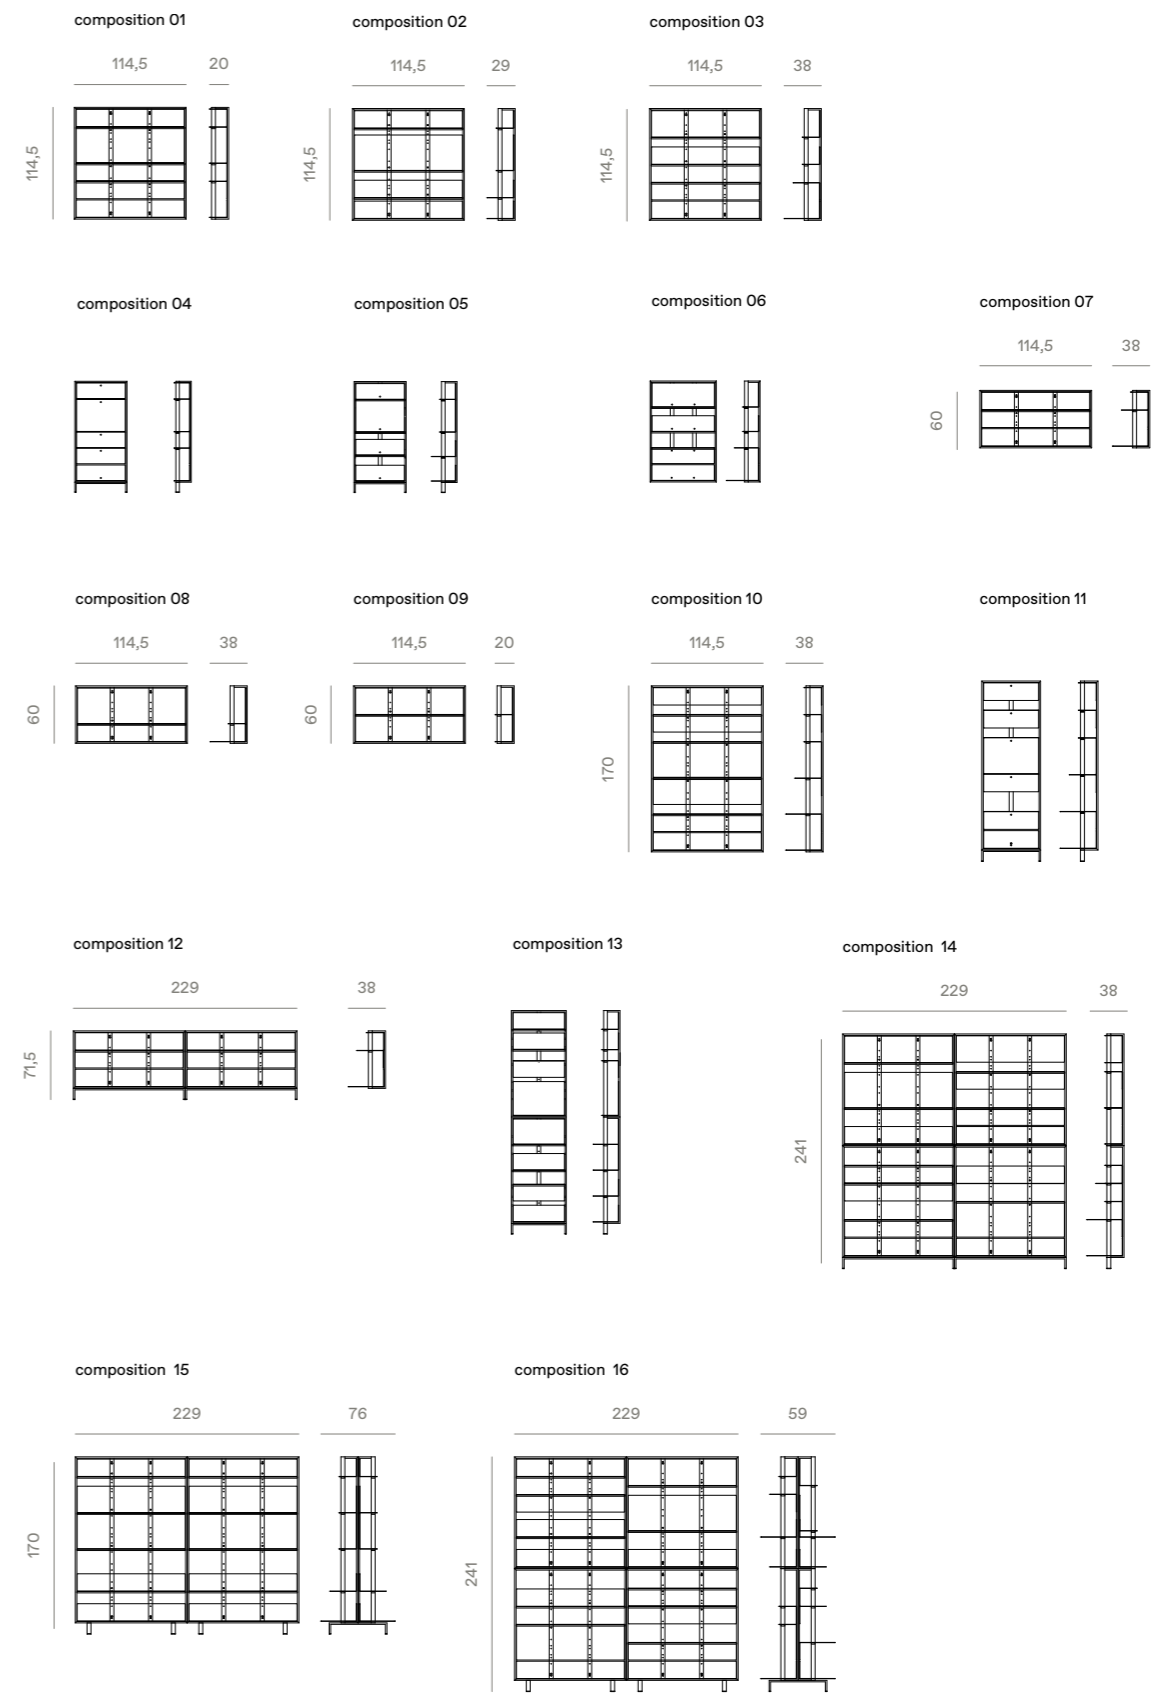 composition 01
114,5
20
114,5
composition 02
114,5
29
114,5
composition 03
114,5
38
114,5
composition 04
composition 05
composition 06
composition 07
114,5
38
60
composition 08
114,5
38
60
composition 09
114,5
20
60
composition 10
114,5
38
170
composition 11
composition 12
229
38
71,5
composition 13
composition 14
229
38
241
composition 15
229
76
170
composition 16
229
59
241